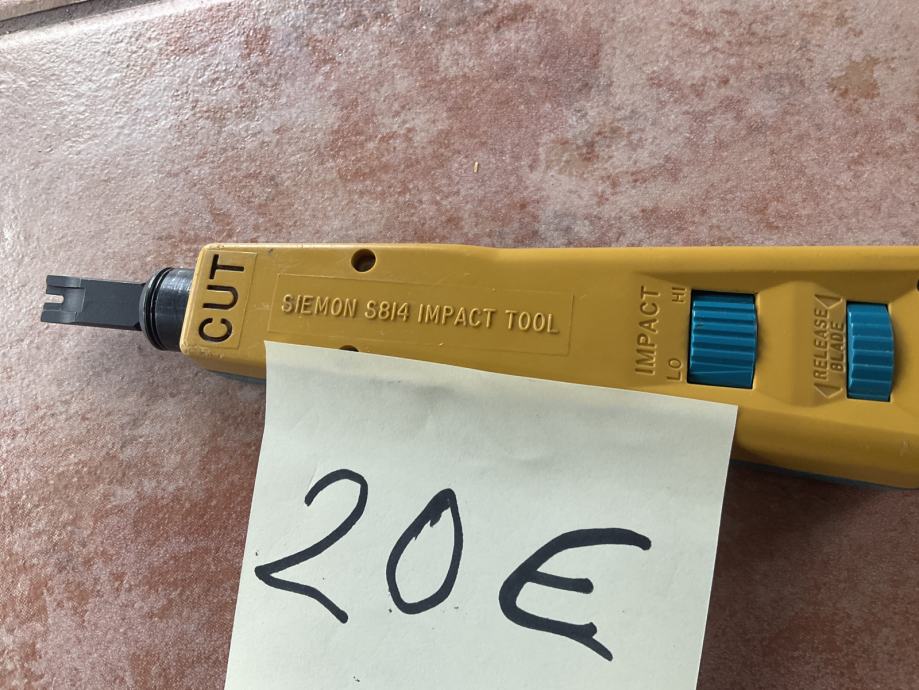 CUT
SIEMON S814 IMPACT TOOL
IMPACT
LO HI
RELEASE
BLADE
20€